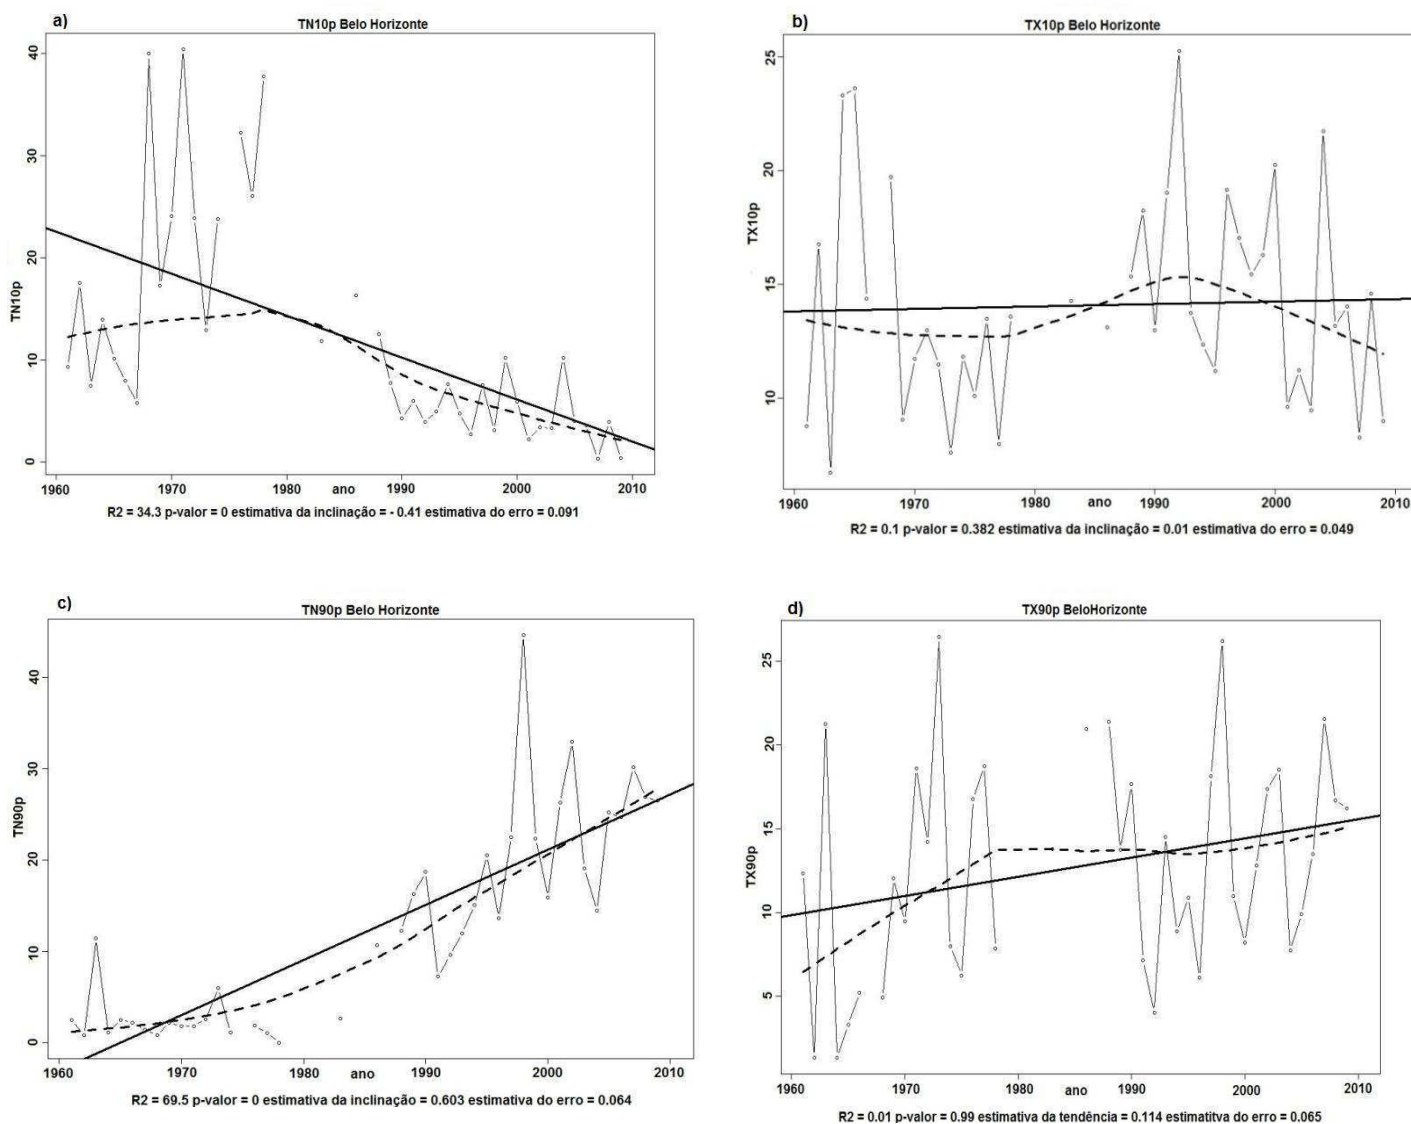 a)
TN10p Belo Horizonte
40
30
20
10
0
TN10p
1960 1970 1980 ano 1990 2000 2010
R2 = 34.3 p-valor = 0 estimativa da inclinação = - 0.41 estimativa do erro = 0.091
b)
TX10p Belo Horizonte
25
20
15
10
TX10p
1960 1970 1980 ano 1990 2000 2010
R2 = 0.1 p-valor = 0.382 estimativa da inclinação = 0.01 estimativa do erro = 0.049
c)
TN90p Belo Horizonte
40
30
20
10
0
TN90p
1960 1970 1980 ano 1990 2000 2010
R2 = 69.5 p-valor = 0 estimativa da inclinação = 0.603 estimativa do erro = 0.064
d)
TX90p BeloHorizonte
25
20
15
10
5
TX90p
1960 1970 1980 ano 1990 2000 2010
R2 = 0.01 p-valor = 0.99 estimativa da tendência = 0.114 estimatitva do erro = 0.065